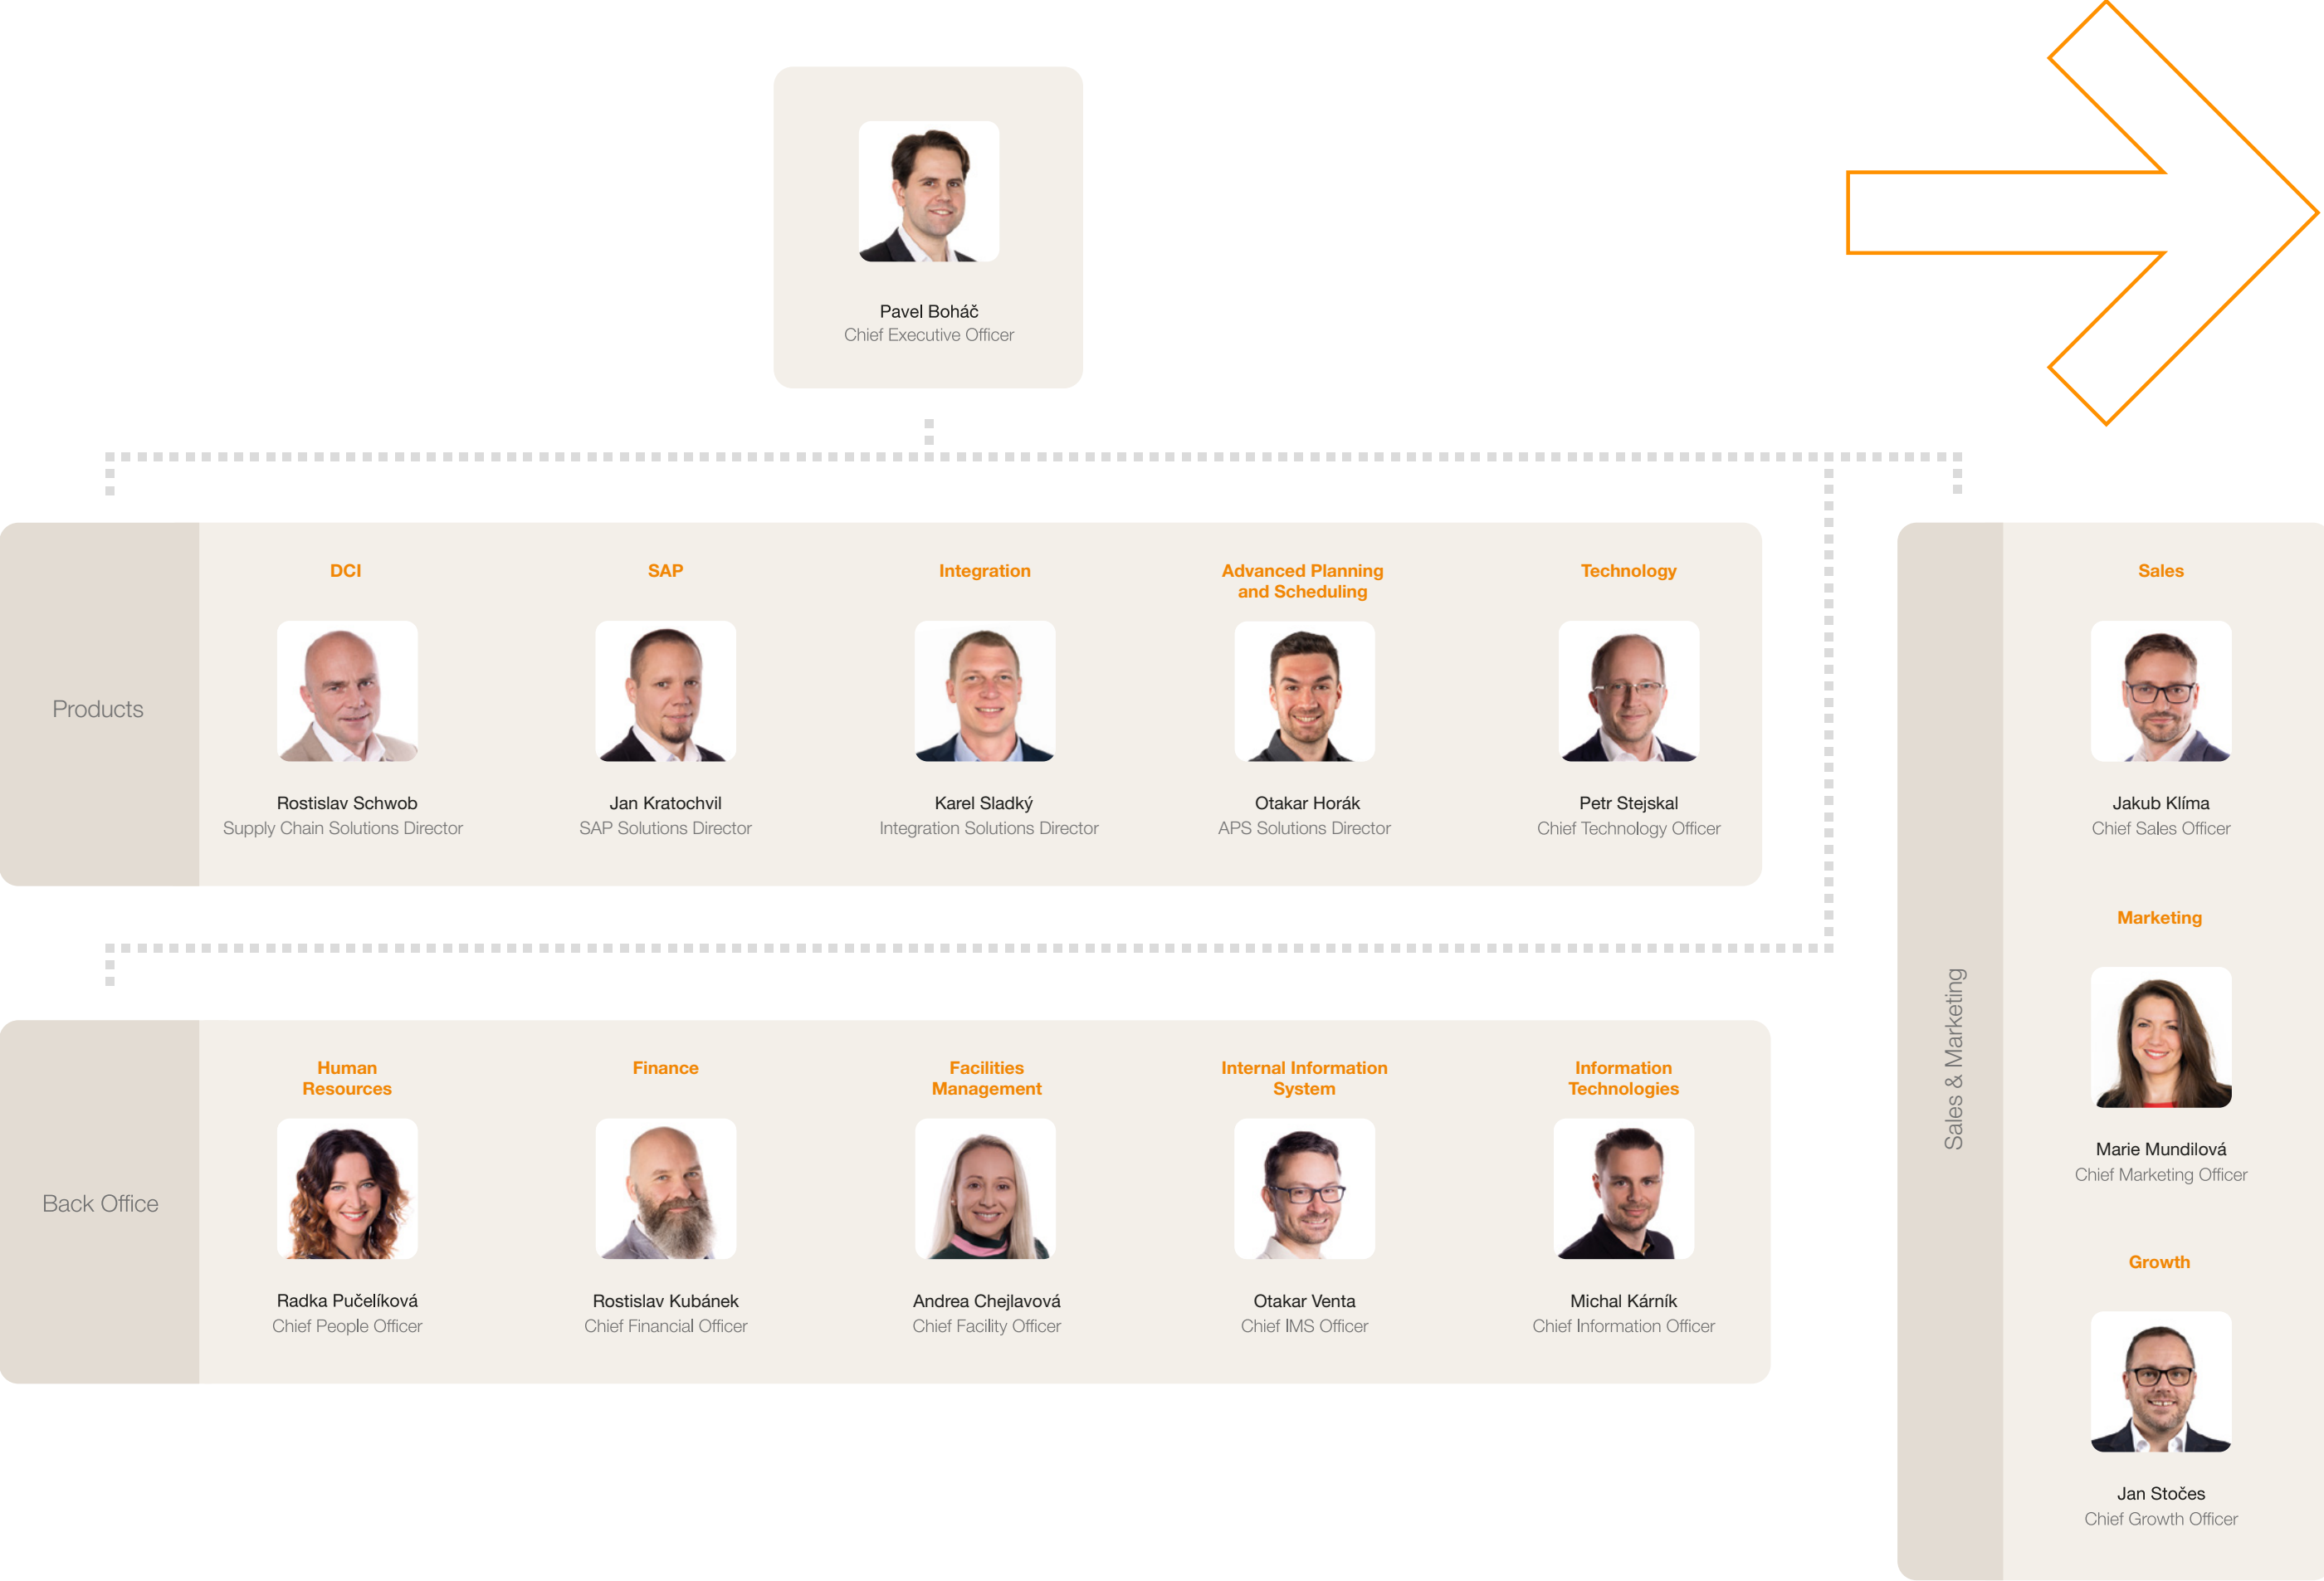 Pavel Boháč
Chief Executive Officer
Products
DCI
Rostislav Schwob
Supply Chain Solutions Director
SAP
Jan Kratochvil
SAP Solutions Director
Integration
Karel Sladký
Integration Solutions Director
Advanced Planning
and Scheduling
Otakar Horák
APS Solutions Director
Technology
Petr Stejskal
Chief Technology Officer
Back Office
Human
Resources
Radka Pučelíková
Chief People Officer
Finance
Rostislav Kubánek
Chief Financial Officer
Facilities
Management
Andrea Chejlavová
Chief Facility Officer
Internal Information
System
Otakar Venta
Chief IMS Officer
Information
Technologies
Michal Kárník
Chief Information Officer
Sales & Marketing
Sales
Jakub Klíma
Chief Sales Officer
Marketing
Marie Mundilová
Chief Marketing Officer
Growth
Jan Stočes
Chief Growth Officer